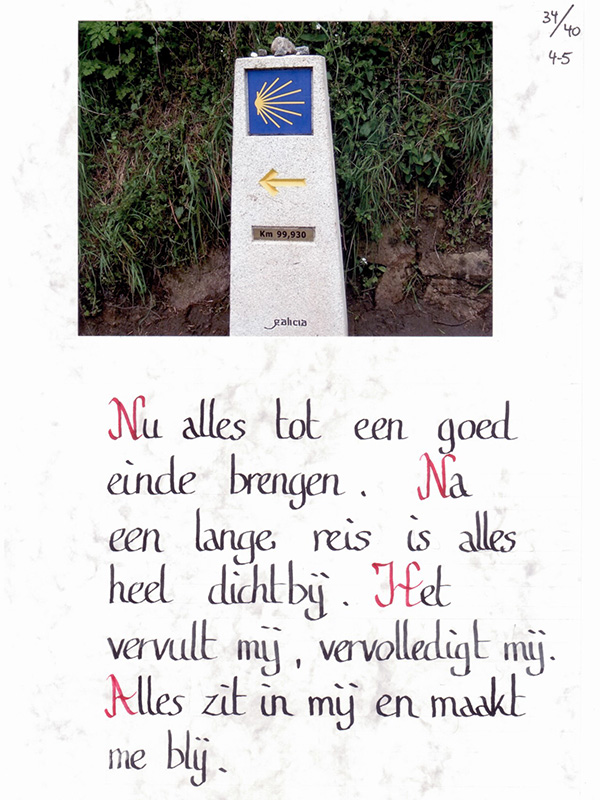 34/40
4-5
Km 99,930
galicia
Nu alles tot een goed
einde brengen. Na
een lange reis is alles
heel dichtbij. Het
vervult mij, vervolledigt mij.
Alles zit in mij en maakt
me blij.